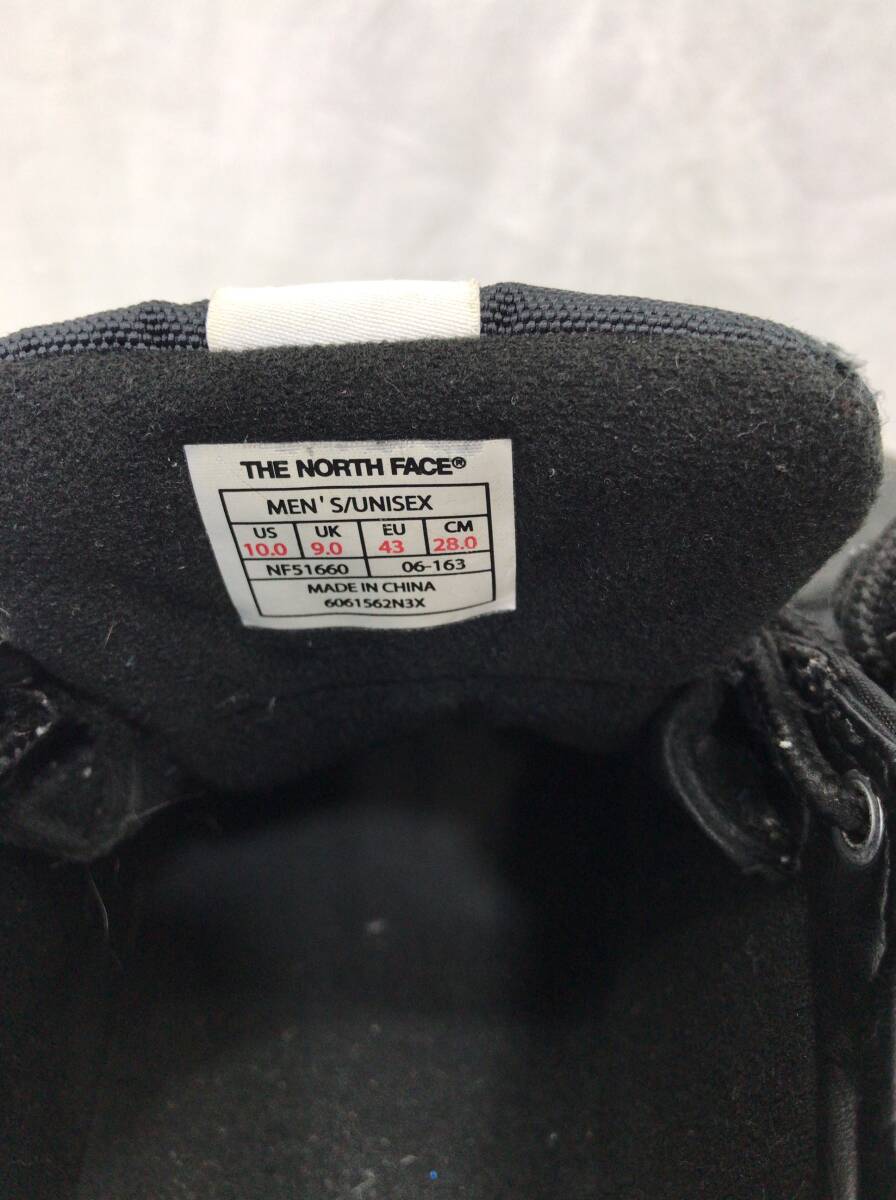 THE NORTH FACE®
MEN'S/UNISEX
US UK EU CM
10.0 9.0 43 28.0
NF51660 06-163
MADE IN CHINA
6061562N3X